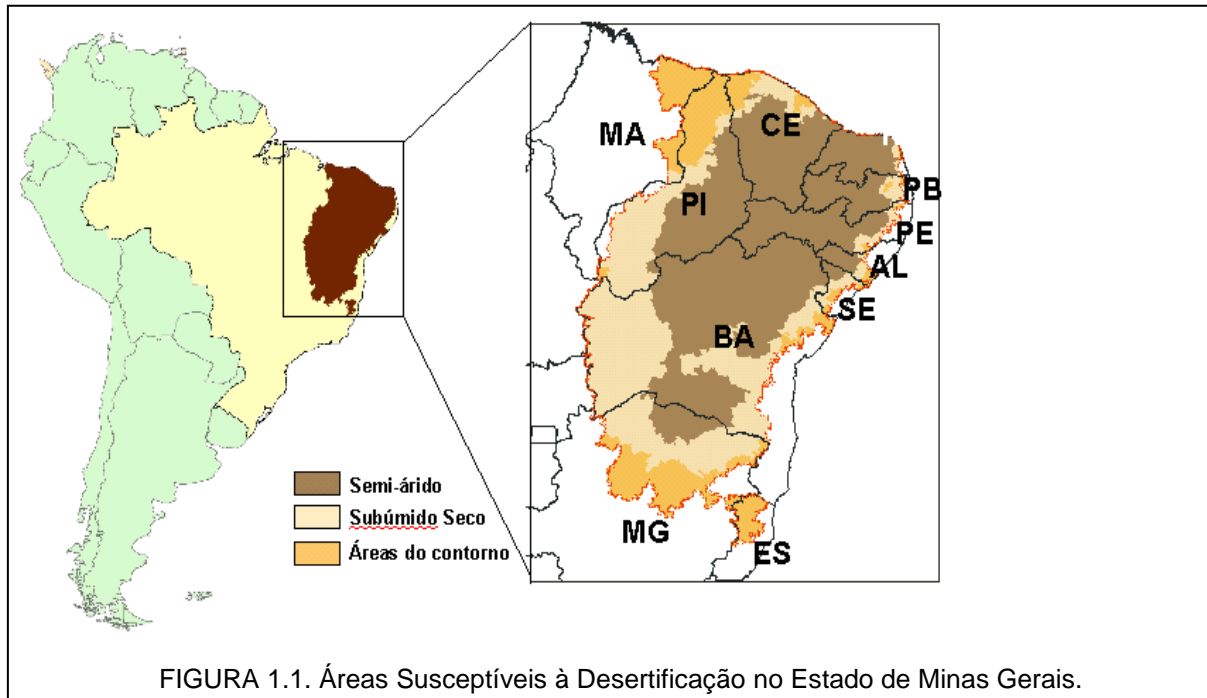 MA
CE
PI
PB
PE
AL
SE
BA
MG
ES
Semi-árido
Subúmido Seco
Áreas do contorno
FIGURA 1.1. Áreas Susceptíveis à Desertificação no Estado de Minas Gerais.